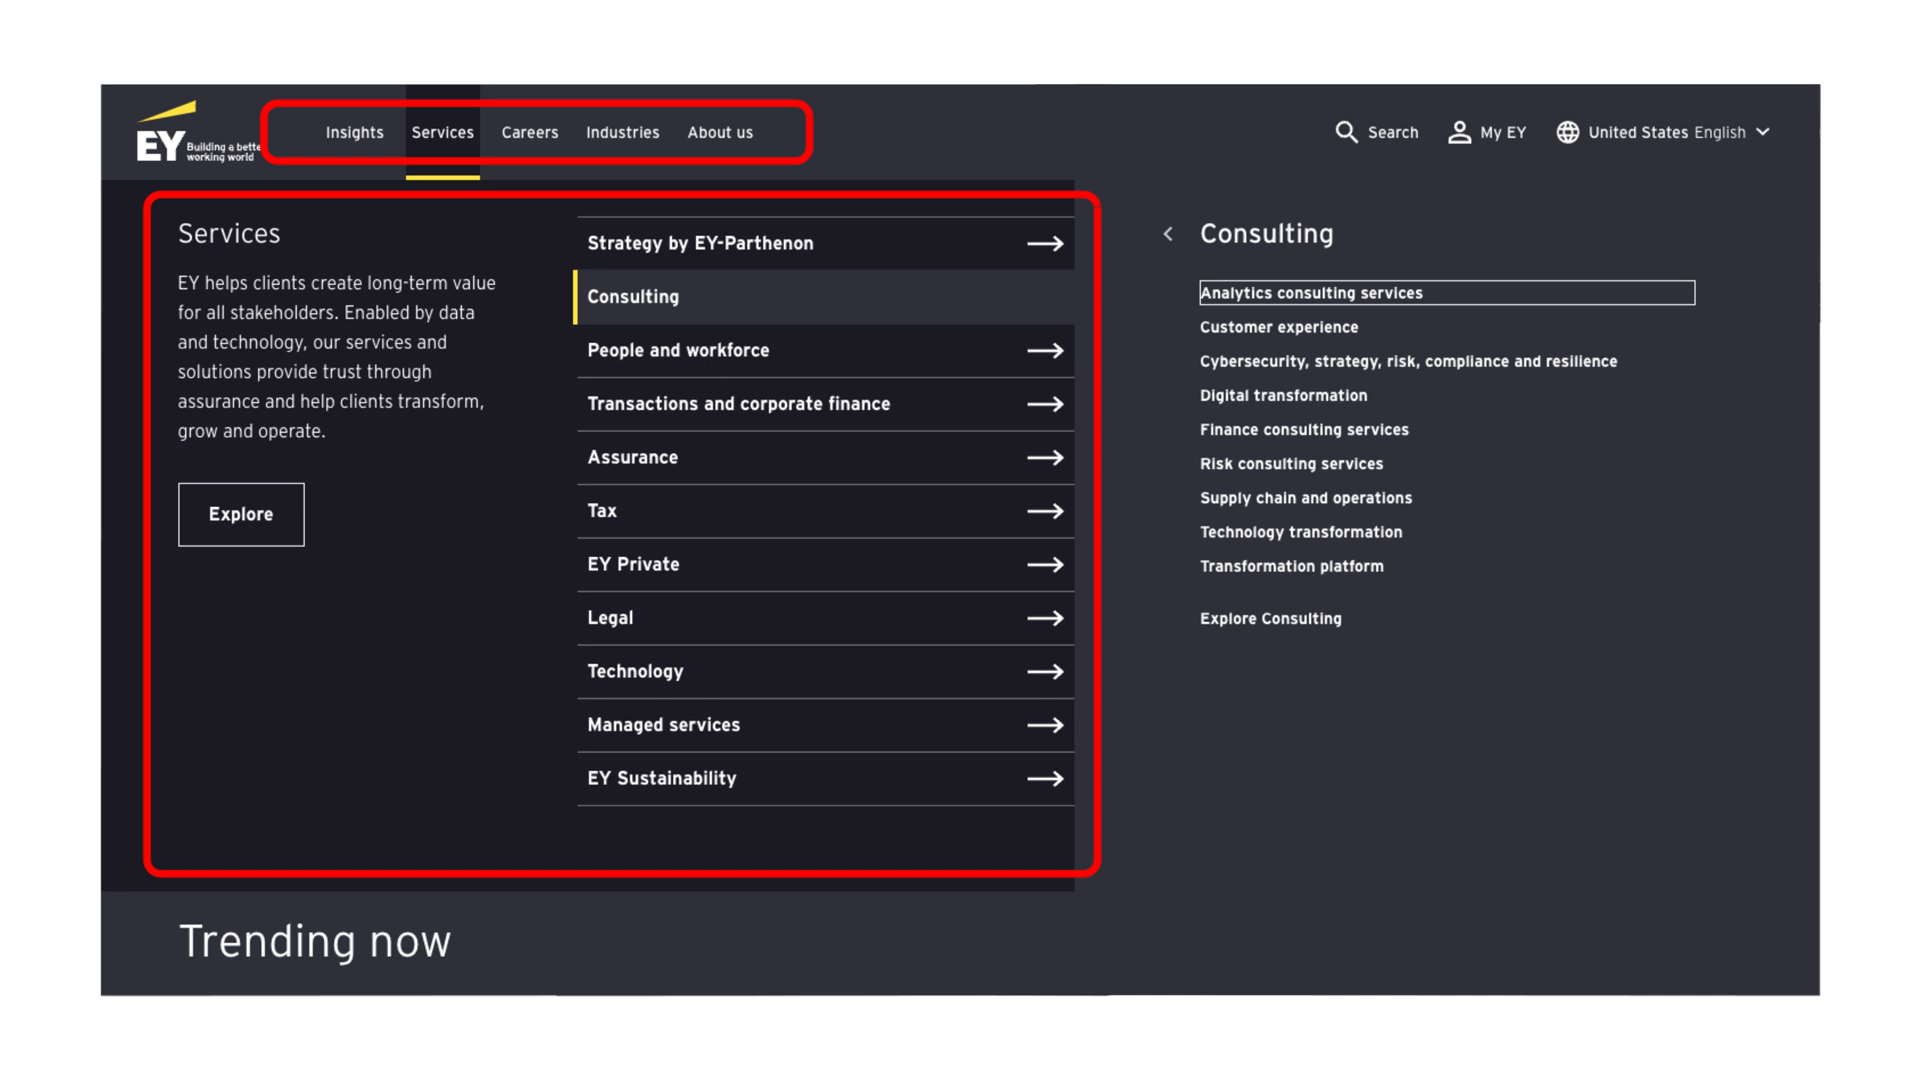 EY
Building a bette
working world
Insights
Services
Careers
Industries
About us
Search
My EY
United States English
Services
EY helps clients create long-term value
for all stakeholders. Enabled by data
and technology, our services and
solutions provide trust through
assurance and help clients transform,
grow and operate.
Explore
Strategy by EY-Parthenon
Consulting
People and workforce
Transactions and corporate finance
Assurance
Tax
EY Private
Legal
Technology
Managed services
EY Sustainability
Consulting
Analytics consulting services
Customer experience
Cybersecurity, strategy, risk, compliance and resilience
Digital transformation
Finance consulting services
Risk consulting services
Supply chain and operations
Technology transformation
Transformation platform
Explore Consulting
Trending now